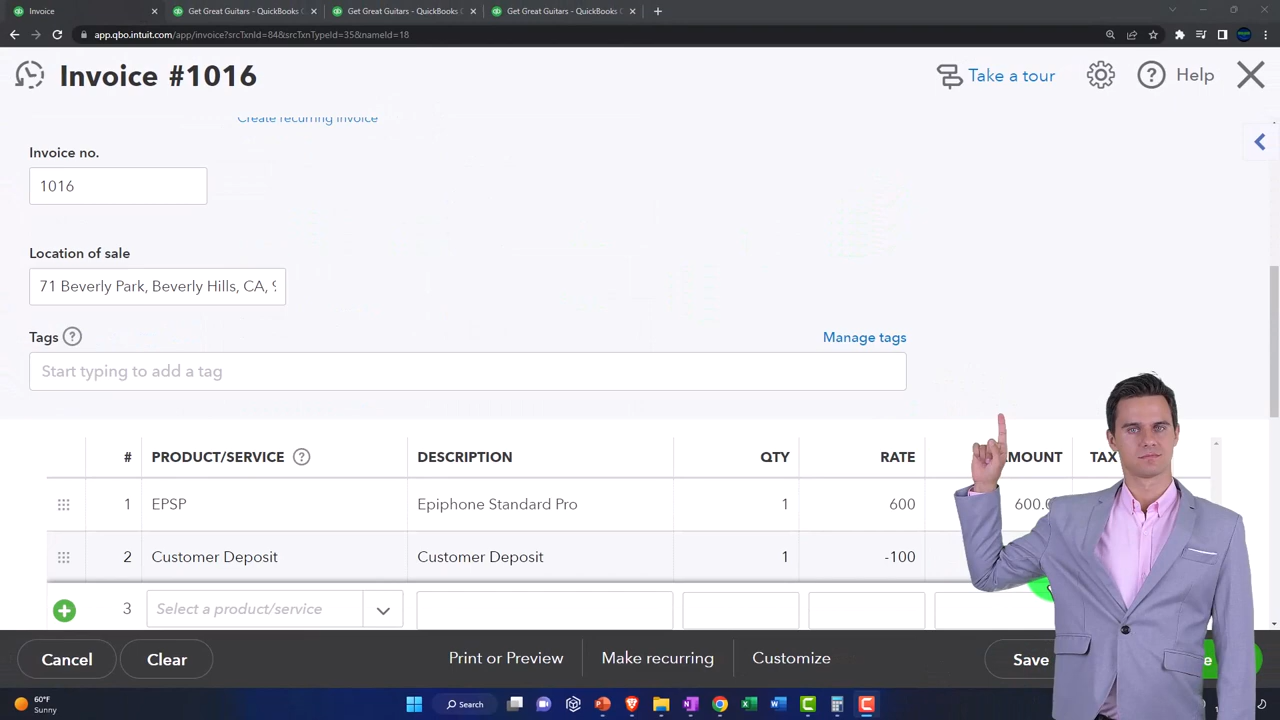 Invoice
Get Great Guitars - QuickBooks O
Get Great Guitars - QuickBooks O
Get Great Guitars - QuickBooks O
app.qbo.intuit.com/app/invoice?srcTxnId=84&srcTxnTypeId=35&nameId=18
Invoice #1016
Take a tour
Help
Create recurring invoice
Invoice no.
1016
Location of sale
71 Beverly Park, Beverly Hills, CA,
Tags
Manage tags
Start typing to add a tag
# PRODUCT/SERVICE DESCRIPTION QTY RATE TAX
1 EPSP Epiphone Standard Pro 1 600
2 Customer Deposit Customer Deposit 1 -100
3 Select a product/service
Cancel Clear Print or Preview Make recurring Customize Save
60°F
Sunny
Search